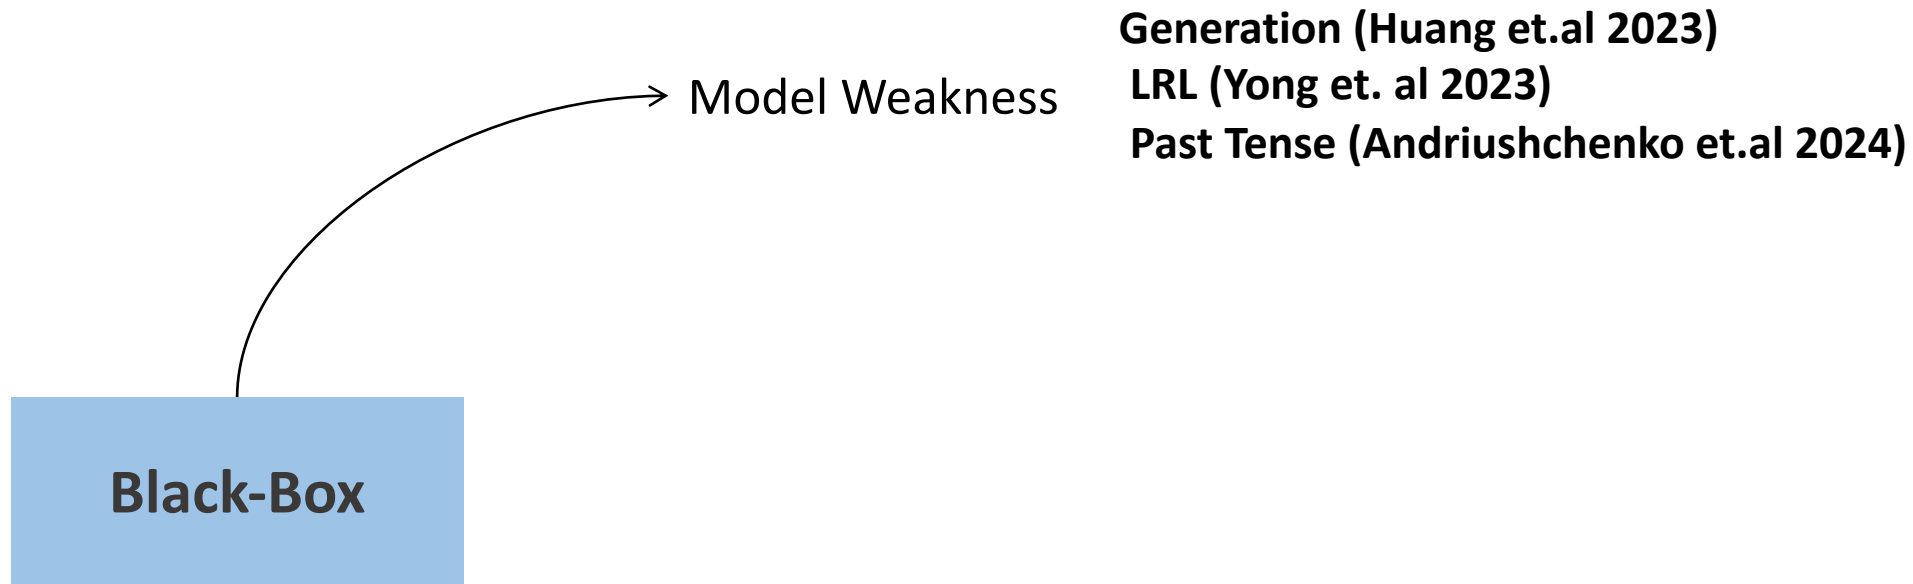 Generation (Huang et.al 2023)
LRL (Yong et. al 2023)
Model Weakness
Past Tense (Andriushchenko et.al 2024)
Black-Box